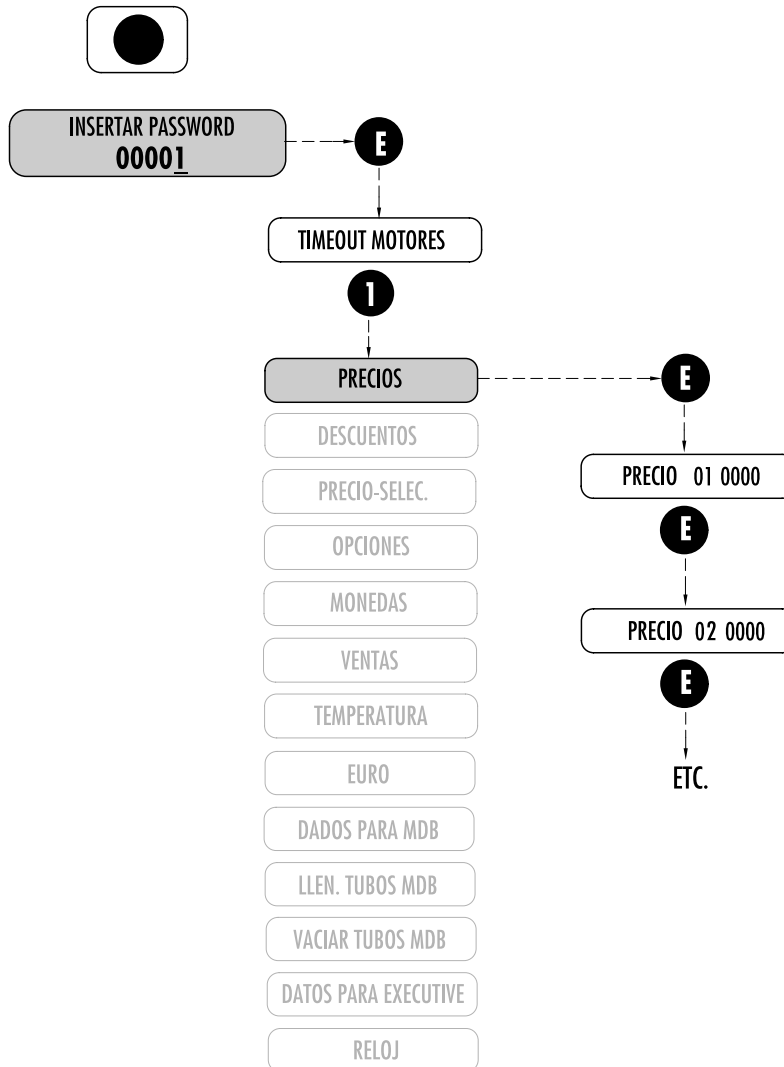 INSERTAR PASSWORD
00001
E
TIMEOUT MOTORES
1
PRECIOS
E
DESCUENTOS
PRECIO 01 0000
PRECIO-SELEC.
E
OPCIONES
MONEDAS
PRECIO 02 0000
VENTAS
E
TEMPERATURA
EURO
ETC.
DADOS PARA MDB
LLEN. TUBOS MDB
VACIAR TUBOS MDB
DATOS PARA EXECUTIVE
RELOJ